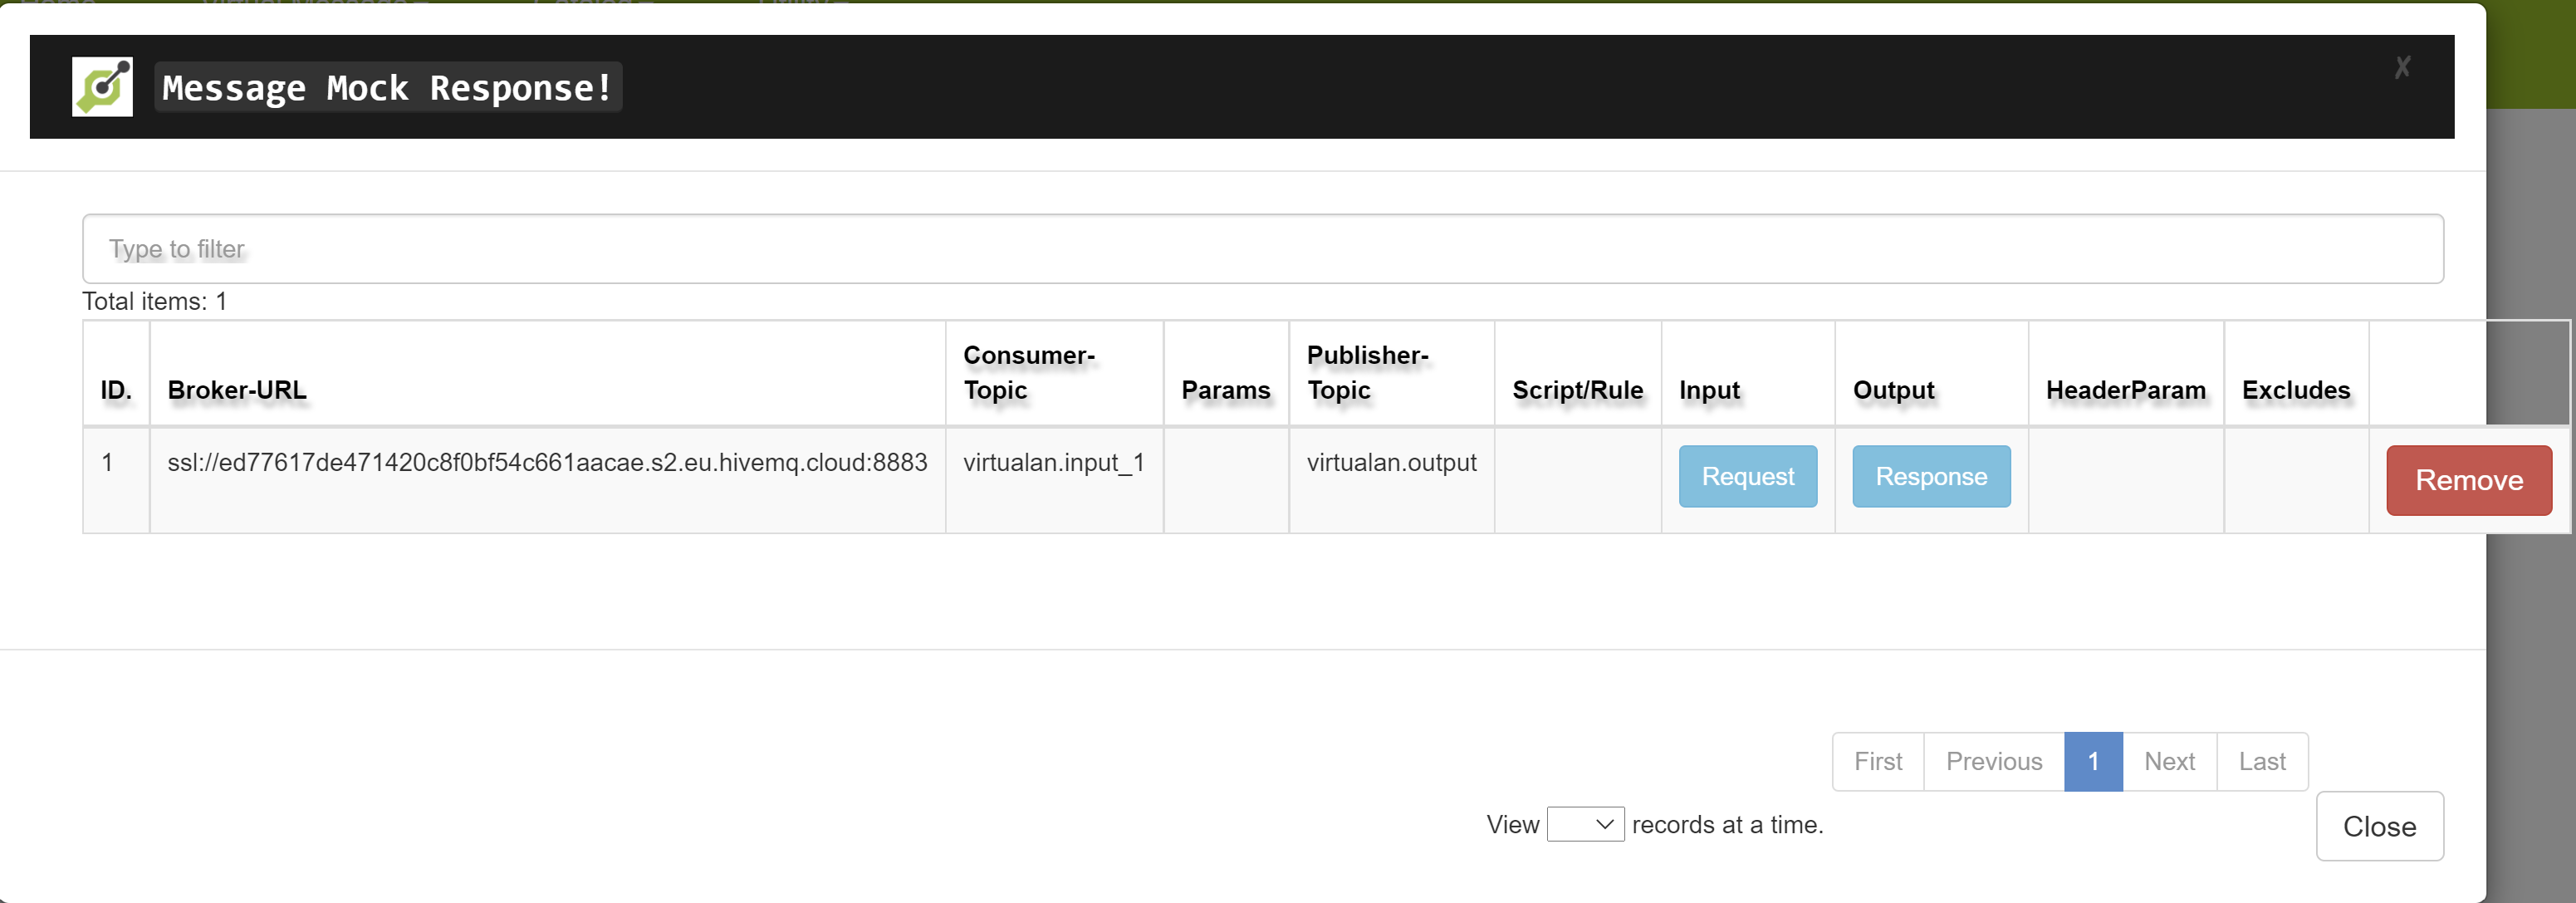 Message Mock Response!
X
Type to filter
Total items: 1
ID. Broker-URL Consumer-Topic Params Publisher-Topic Script/Rule Input Output HeaderParam Excludes
1 ssl://ed77617de471420c8f0bf54c661aacae.s2.eu.hivemq.cloud:8883 virtualan.input_1 virtualan.output Request Response Remove
First Previous 1 Next Last
View records at a time.
Close